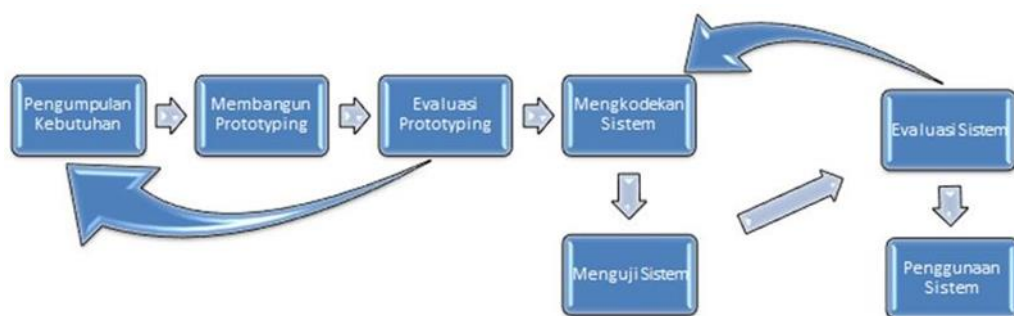 Pengumpulan
Kebutuhan
Membangun
Prototyping
Evaluasi
Prototyping
Mengkodekan
Sistem
Evaluasi Sistem
Menguji Sistem
Penggunaan
Sistem